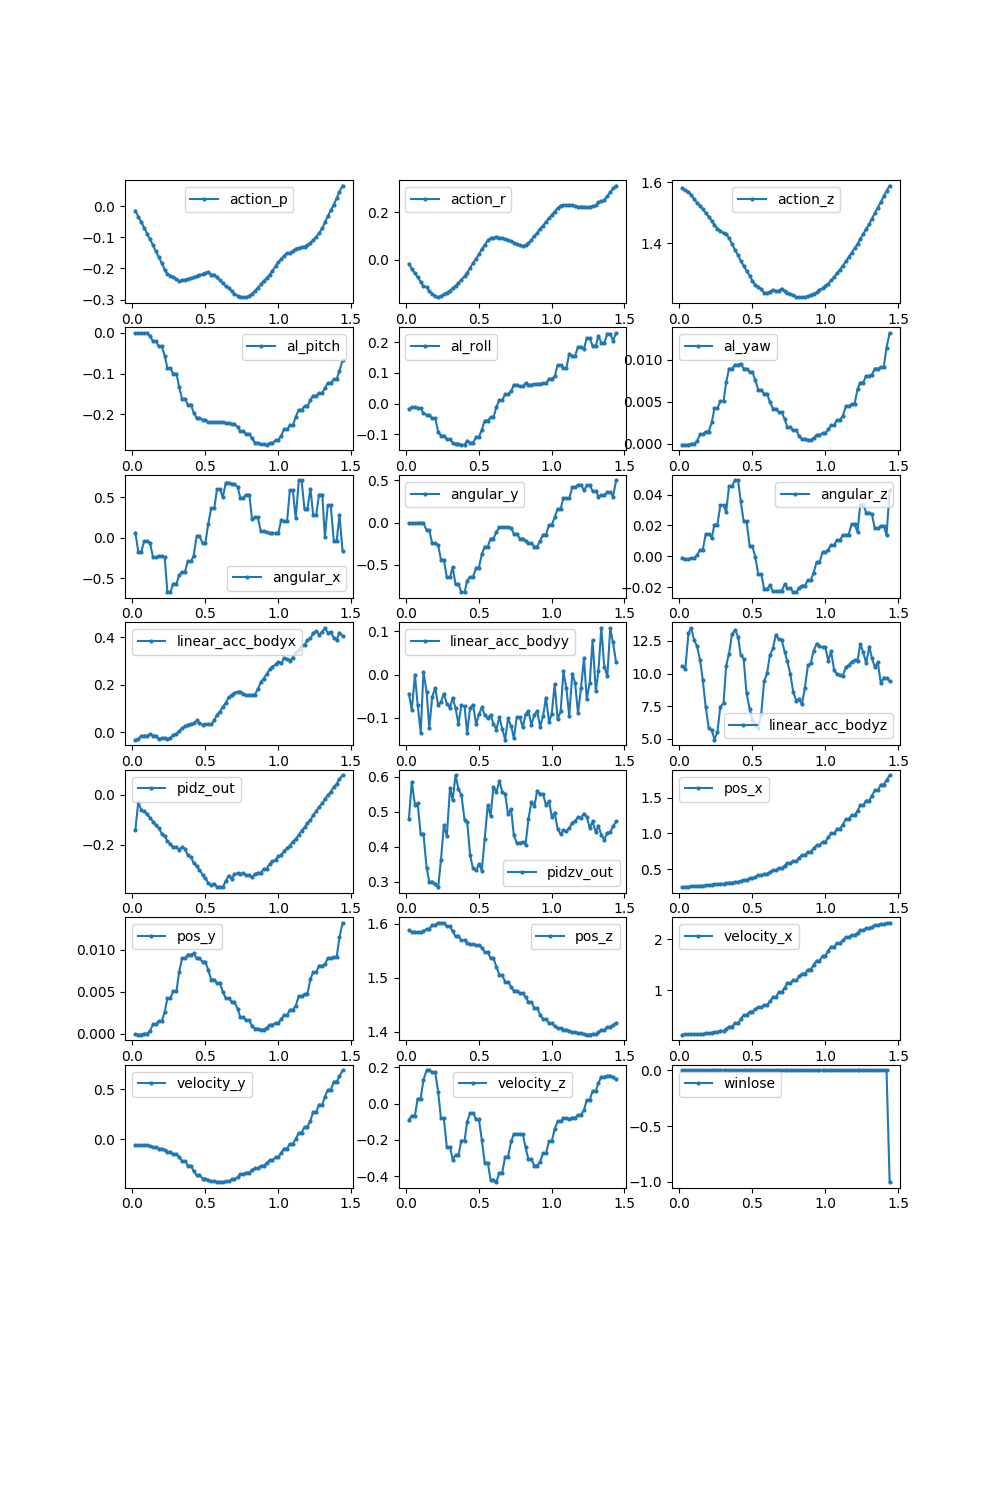 action_p action_r action_z
0.0 −0.1 −0.2 −0.3 0.2 0.0 1.6 1.4
0.0 0.5 1.0 1.5 0.0 0.5 1.0 1.5 0.0 0.5 1.0 1.5
al_pitch al_roll al_yaw
0.0 −0.1 −0.2 0.2 0.1 0.0 −0.1 0.010 0.005 0.000
0.0 0.5 1.0 1.5 0.0 0.5 1.0 1.5 0.0 0.5 1.0 1.5
angular_x angular_y angular_z
0.5 0.0 −0.5 0.5 0.0 −0.5 0.04 0.02 0.00 −0.02
0.0 0.5 1.0 1.5 0.0 0.5 1.0 1.5 0.0 0.5 1.0 1.5
linear_acc_bodyx linear_acc_bodyy linear_acc_bodyz
0.4 0.2 0.0 0.1 0.0 −0.1 12.5 10.0 7.5 5.0
0.0 0.5 1.0 1.5 0.0 0.5 1.0 1.5 0.0 0.5 1.0 1.5
pidz_out pidzv_out pos_x
0.0 −0.2 0.6 0.5 0.4 0.3 1.5 1.0 0.5
0.0 0.5 1.0 1.5 0.0 0.5 1.0 1.5 0.0 0.5 1.0 1.5
pos_y pos_z velocity_x
0.010 0.005 0.000 1.6 1.5 1.4 2 1
0.0 0.5 1.0 1.5 0.0 0.5 1.0 1.5 0.0 0.5 1.0 1.5
velocity_y velocity_z winlose
0.5 0.0 0.2 0.0 −0.2 −0.4 0.0 −0.5 −1.0
0.0 0.5 1.0 1.5 0.0 0.5 1.0 1.5 0.0 0.5 1.0 1.5